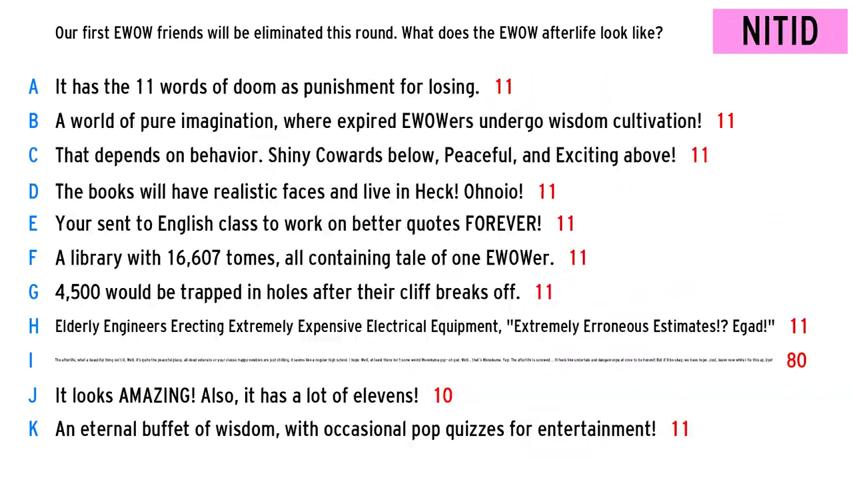 Our first EWOW friends will be eliminated this round. What does the EWOW afterlife look like?
NITID
A It has the 11 words of doom as punishment for losing. 11
B A world of pure imagination, where expired EWOWers undergo wisdom cultivation! 11
C That depends on behavior. Shiny Cowards below, Peaceful, and Exciting above! 11
D The books will have realistic faces and live in Heck! Ohnoio! 11
E Your sent to English class to work on better quotes FOREVER! 11
F A library with 16,607 tomes, all containing tale of one EWOWer. 11
G 4,500 would be trapped in holes after their cliff breaks off. 11
H Elderly Engineers Erecting Extremely Expensive Electrical Equipment, "Extremely Erroneous Estimates!? Egad!" 11
I 80
J It looks AMAZING! Also, it has a lot of elevens! 10
K An eternal buffet of wisdom, with occasional pop quizzes for entertainment! 11